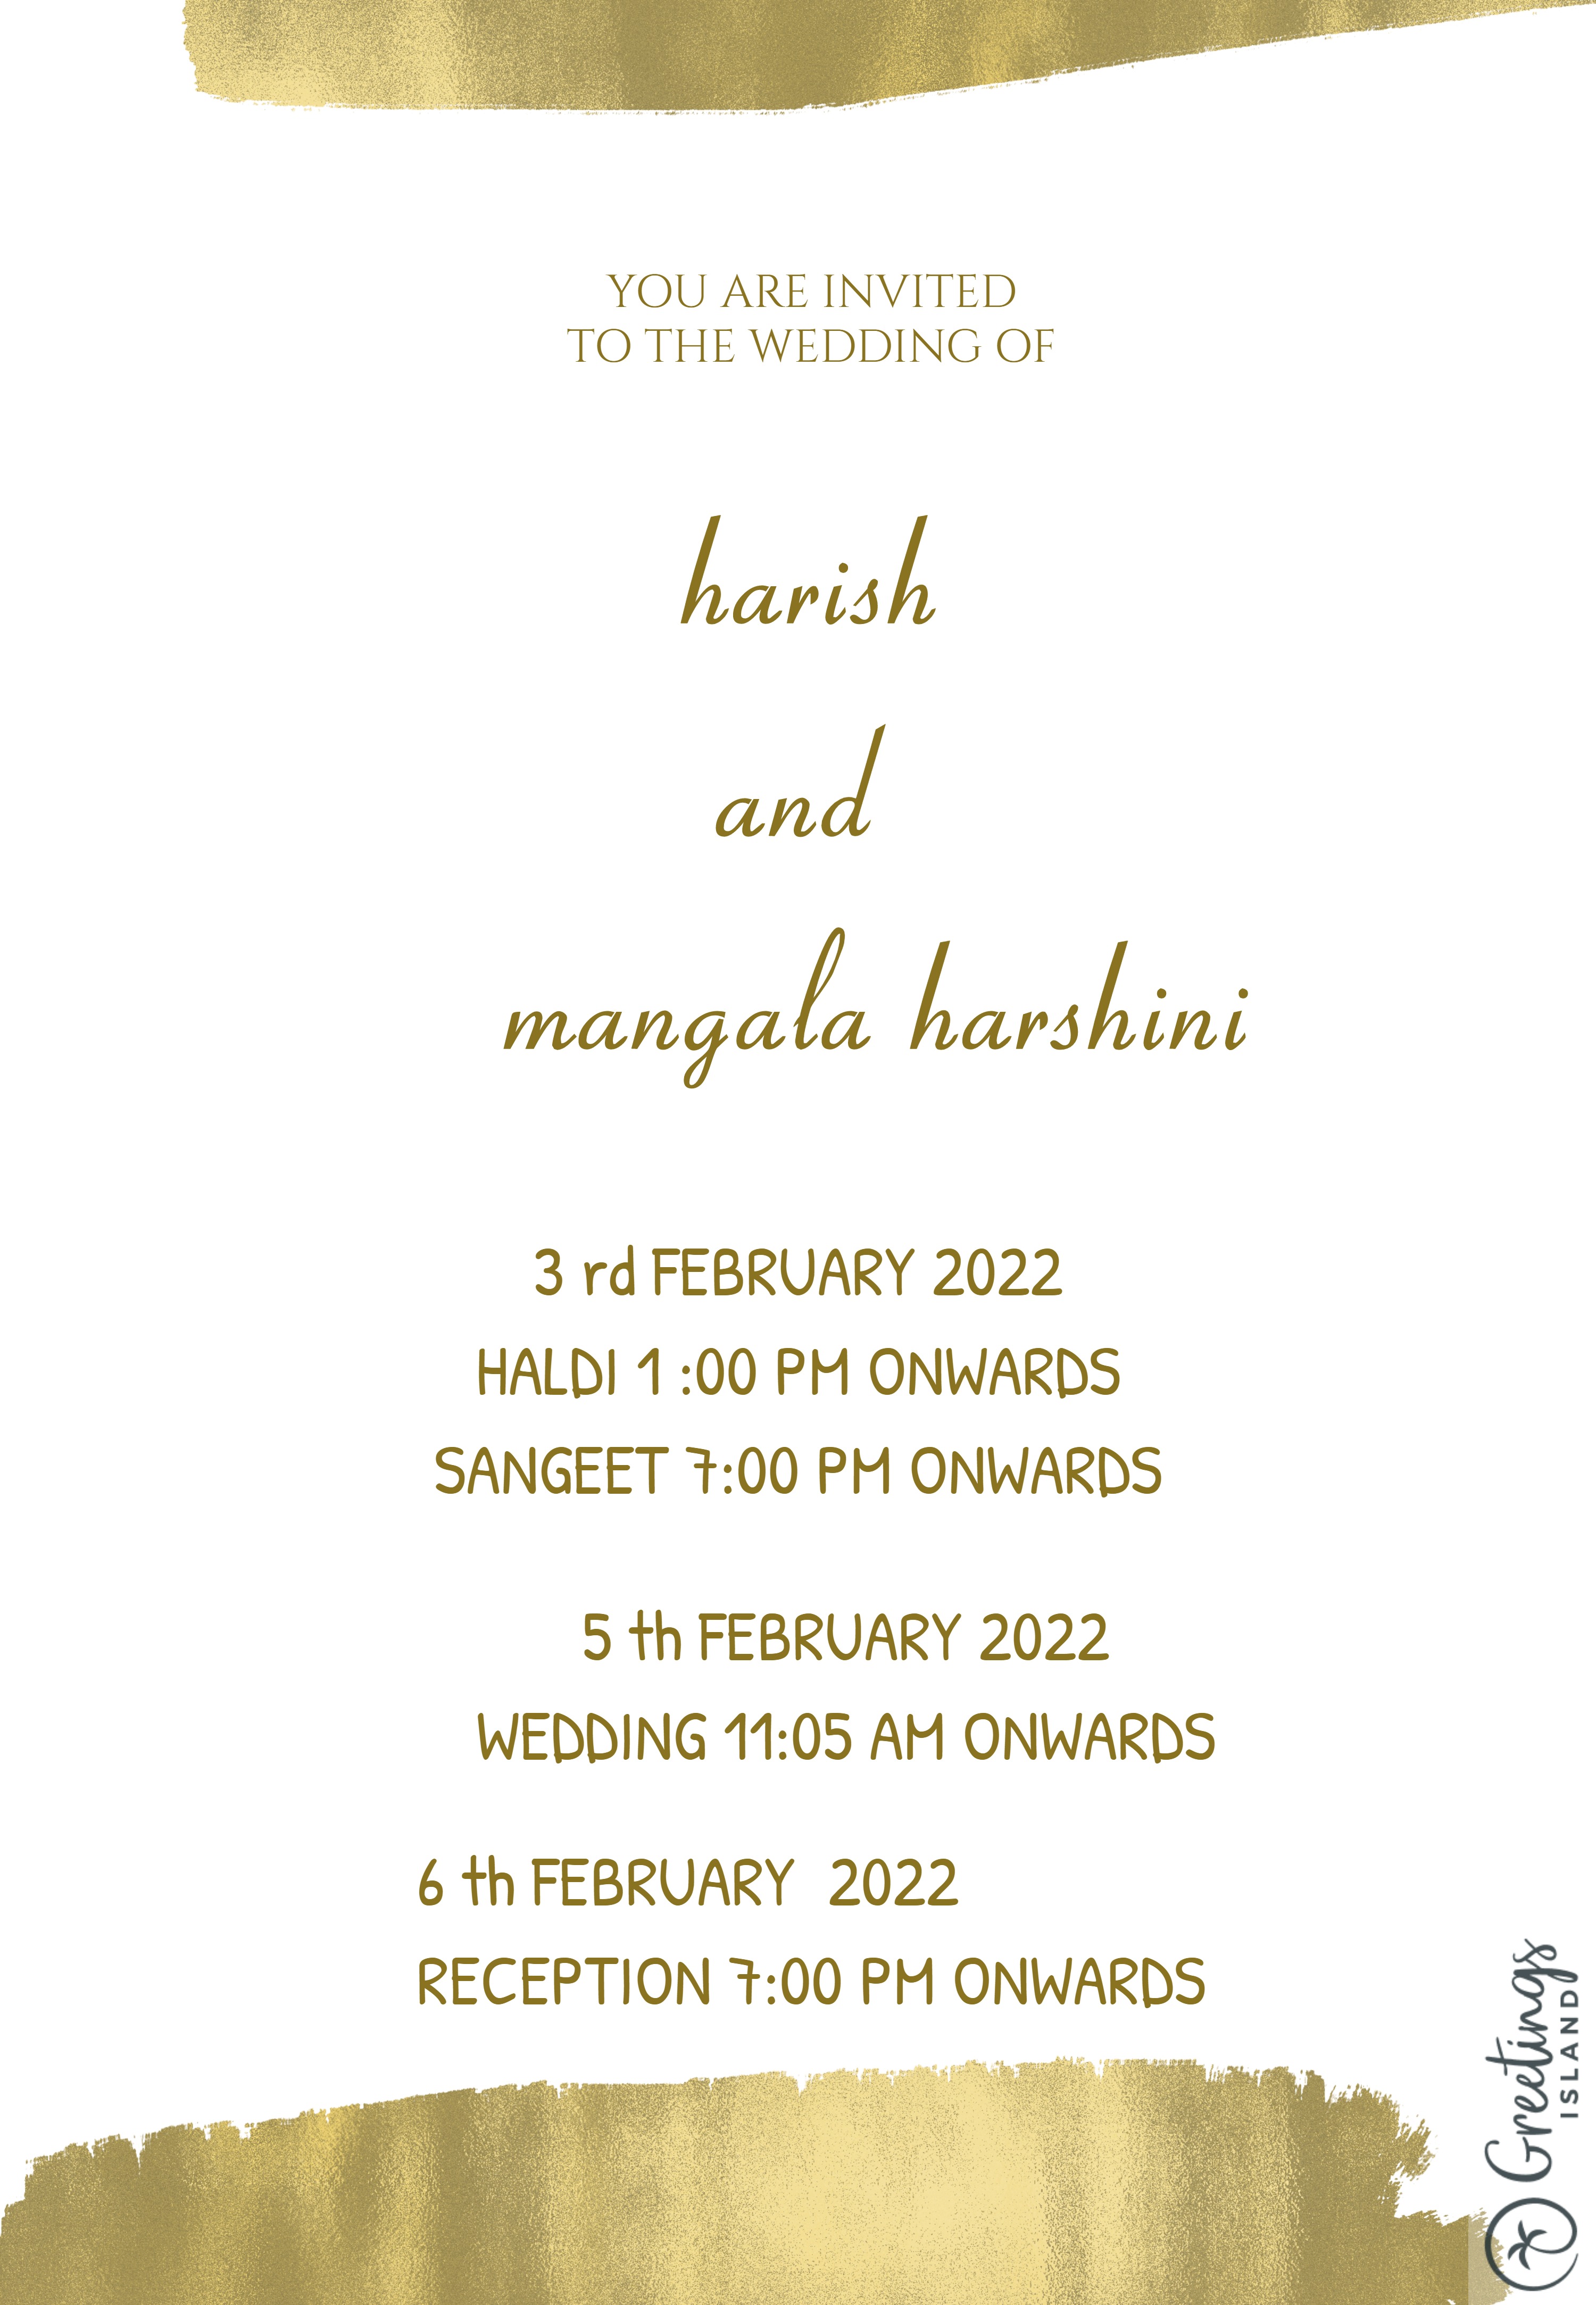 YOU ARE INVITED
TO THE WEDDING OF
harish
and
mangala harshini
3 rd FEBRUARY 2022
HALDI 1 :00 PM ONWARDS
SANGEET 7:00 PM ONWARDS
5 th FEBRUARY 2022
WEDDING 11:05 AM ONWARDS
6 th FEBRUARY  2022
RECEPTION 7:00 PM ONWARDS
Greetings
ISLAND